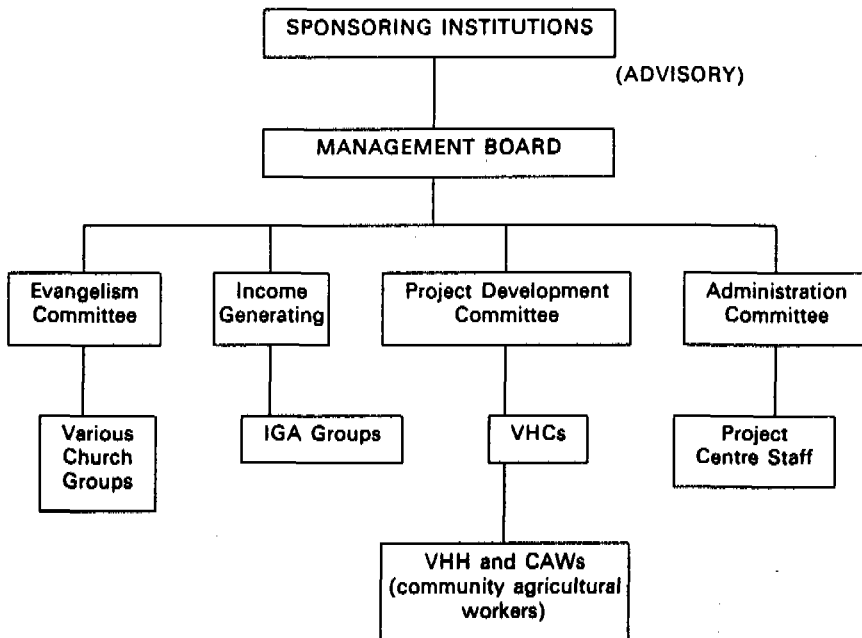 SPONSORING INSTITUTIONS
(ADVISORY)
MANAGEMENT BOARD
Evangelism
Committee
Income
Generating
Project Development
Committee
Administration
Committee
Various
Church
Groups
IGA Groups
VHCs
Project
Centre Staff
VHH and CAWs
(community agricultural
workers)